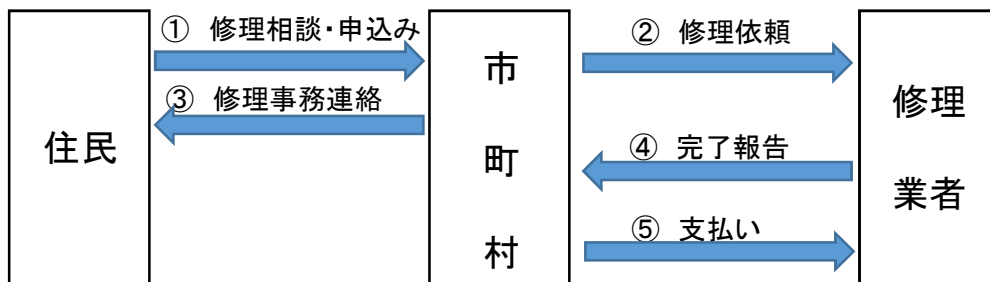 ① 修理相談・申込み
② 修理依頼
③ 修理事務連絡
④ 完了報告
⑤ 支払い
住民
市町村
修理
業者